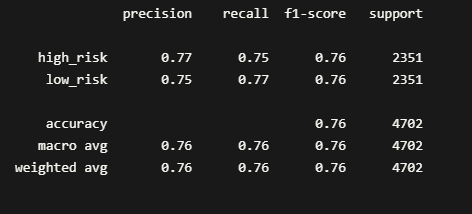 precision recall f1-score support
high_risk 0.77 0.75 0.76 2351
low_risk 0.75 0.77 0.76 2351
accuracy 0.76 4702
macro avg 0.76 0.76 0.76 4702
weighted avg 0.76 0.76 0.76 4702